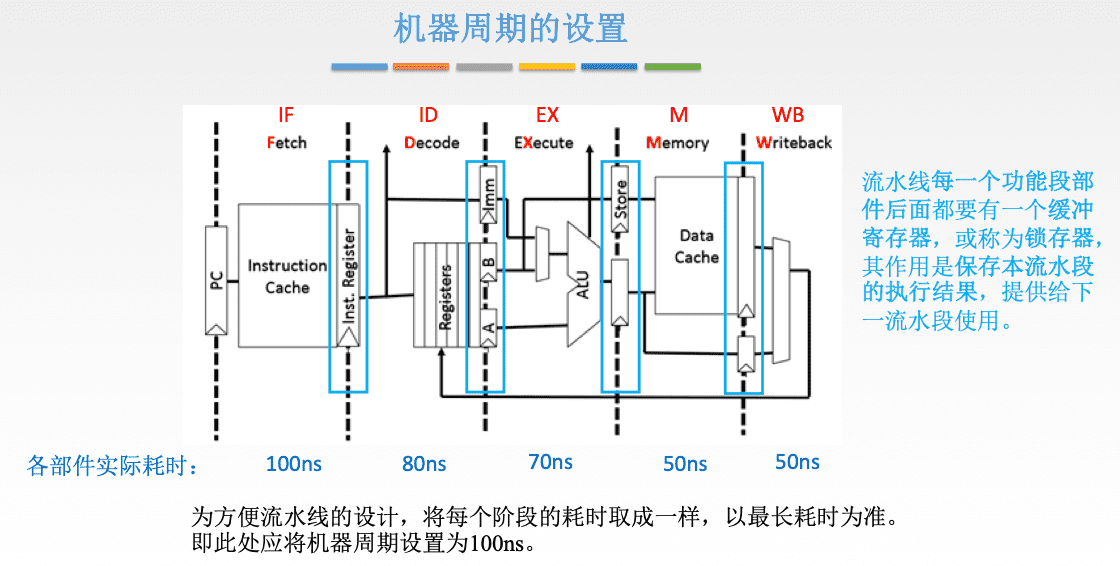 机器周期的设置
IF
ID
EX
M
WB
Fetch
Decode
EXecute
Memory
Writeback
PC
Instruction
Cache
Inst. Register
Registers
Imm
B
A
ALU
Store
Data
Cache
流水线每一个功能段部
件后面都要有一个缓冲
寄存器，或称为锁存器，
其作用是保存本流水段
的执行结果，提供给下
一流水段使用。
各部件实际耗时：
100ns
80ns
70ns
50ns
50ns
为方便流水线的设计，将每个阶段的耗时取成一样，以最长耗时为准。
即此处应将机器周期设置为100ns。